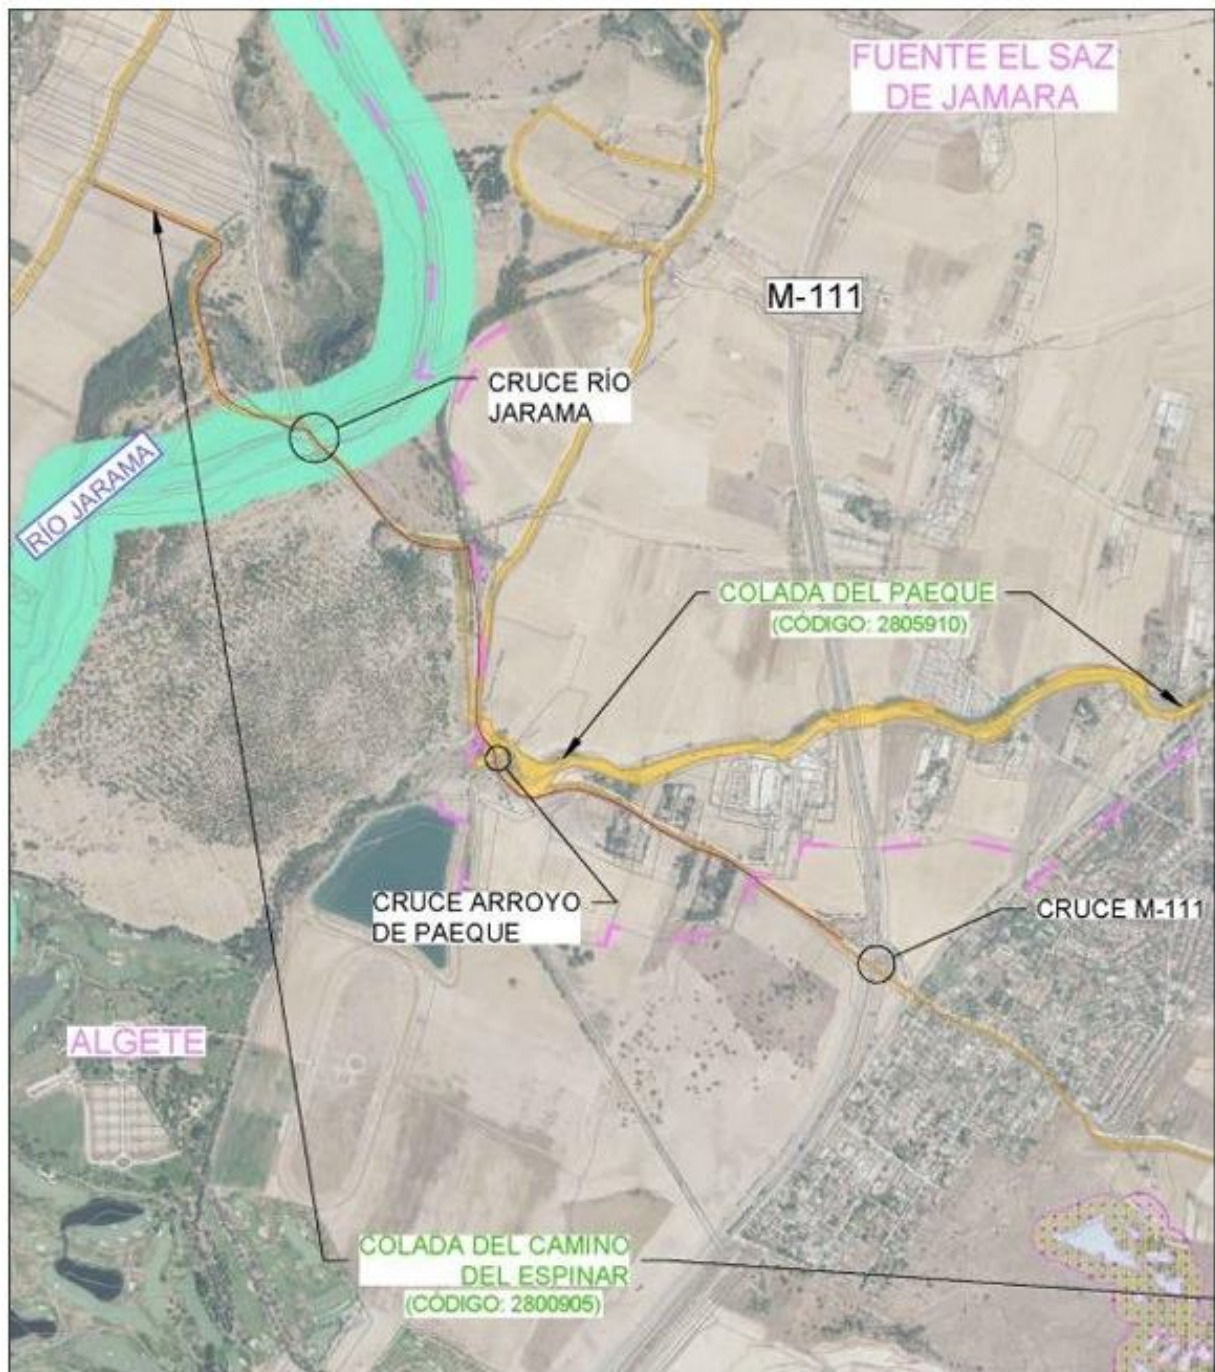 FUENTE EL SAZ
DE JAMARA
M-111
CRUCE RÍO
JARAMA
RÍO JARAMA
COLADA DEL PAEQUE
(CÓDIGO: 2805910)
CRUCE ARROYO
DE PAEQUE
CRUCE M-111
ALGETE
COLADA DEL CAMINO
DEL ESPINAR
(CÓDIGO: 2800905)